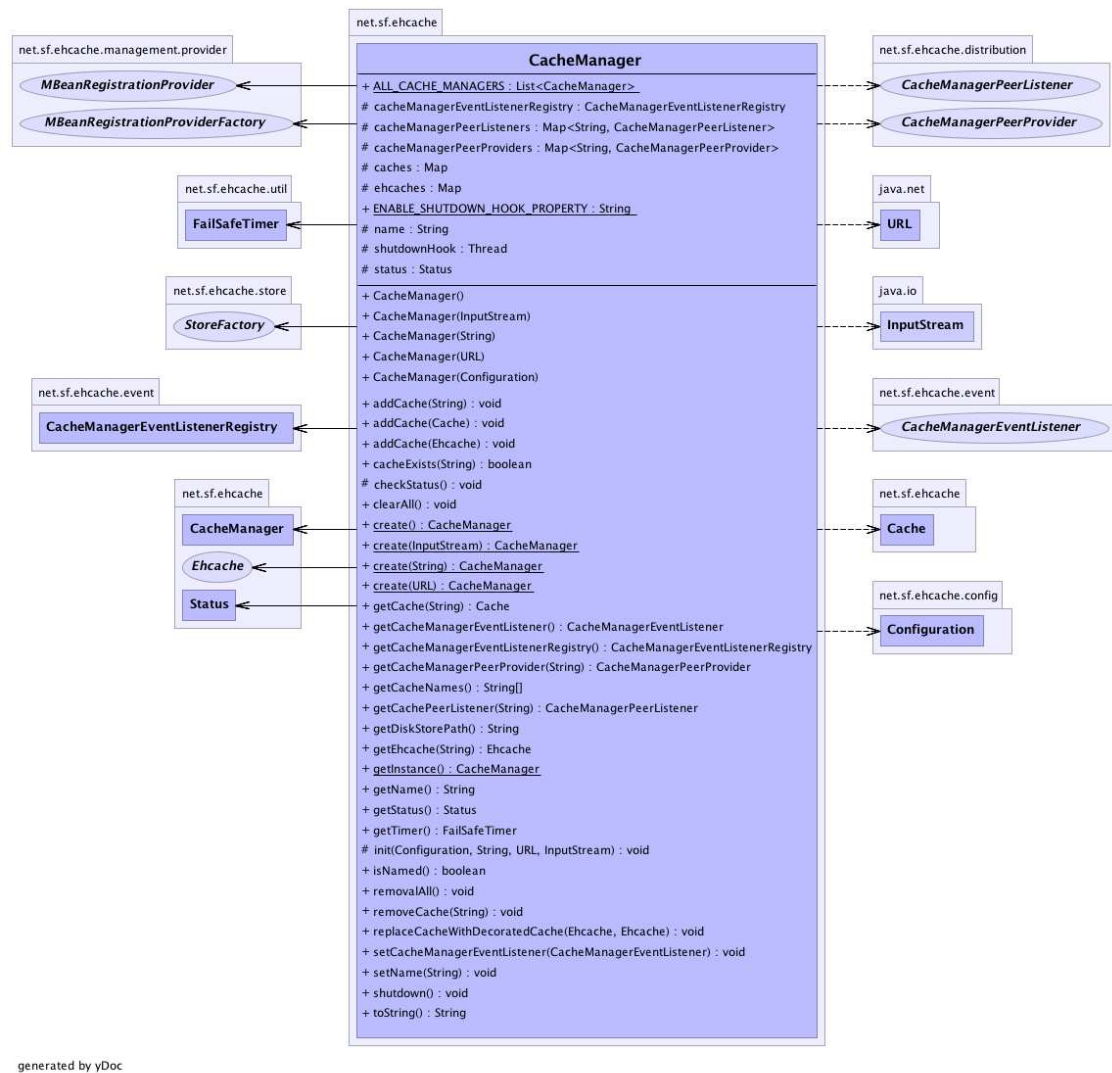 net.sf.ehcache
net.sf.ehcache.management.provider
MBeanRegistrationProvider
MBeanRegistrationProviderFactory
net.sf.ehcache.util
FailSafeTimer
net.sf.ehcache.store
StoreFactory
net.sf.ehcache.event
CacheManagerEventListenerRegistry
net.sf.ehcache
CacheManager
Ehcache
Status
CacheManager
+ ALL_CACHE_MANAGERS : List<CacheManager>
# cacheManagerEventListenerRegistry : CacheManagerEventListenerRegistry
# cacheManagerPeerListeners : Map<String, CacheManagerPeerListener>
# cacheManagerPeerProviders : Map<String, CacheManagerPeerProvider>
# caches : Map
# ehcaches : Map
+ ENABLE_SHUTDOWN_HOOK_PROPERTY : String
# name : String
# shutdownHook : Thread
# status : Status
+ CacheManager()
+ CacheManager(InputStream)
+ CacheManager(String)
+ CacheManager(URL)
+ CacheManager(Configuration)
+ addCache(String) : void
+ addCache(Cache) : void
+ addCache(Ehcache) : void
+ cacheExists(String) : boolean
# checkStatus() : void
+ clearAll() : void
+ create() : CacheManager
+ create(InputStream) : CacheManager
+ create(String) : CacheManager
+ create(URL) : CacheManager
+ getCache(String) : Cache
+ getCacheManagerEventListener() : CacheManagerEventListener
+ getCacheManagerEventListenerRegistry() : CacheManagerEventListenerRegistry
+ getCacheManagerPeerProvider(String) : CacheManagerPeerProvider
+ getCacheNames() : String[]
+ getCachePeerListener(String) : CacheManagerPeerListener
+ getDiskStorePath() : String
+ getEhcache(String) : Ehcache
+ getInstance() : CacheManager
+ getName() : String
+ getStatus() : Status
+ getTimer() : FailSafeTimer
# init(Configuration, String, URL, InputStream) : void
+ isNamed() : boolean
+ removalAll() : void
+ removeCache(String) : void
+ replaceCacheWithDecoratedCache(Ehcache, Ehcache) : void
+ setCacheManagerEventListener(CacheManagerEventListener) : void
+ setName(String) : void
+ shutdown() : void
+ toString() : String
net.sf.ehcache.distribution
CacheManagerPeerListener
CacheManagerPeerProvider
java.net
URL
java.io
InputStream
net.sf.ehcache.event
CacheManagerEventListener
net.sf.ehcache
Cache
net.sf.ehcache.config
Configuration
generated by yDoc